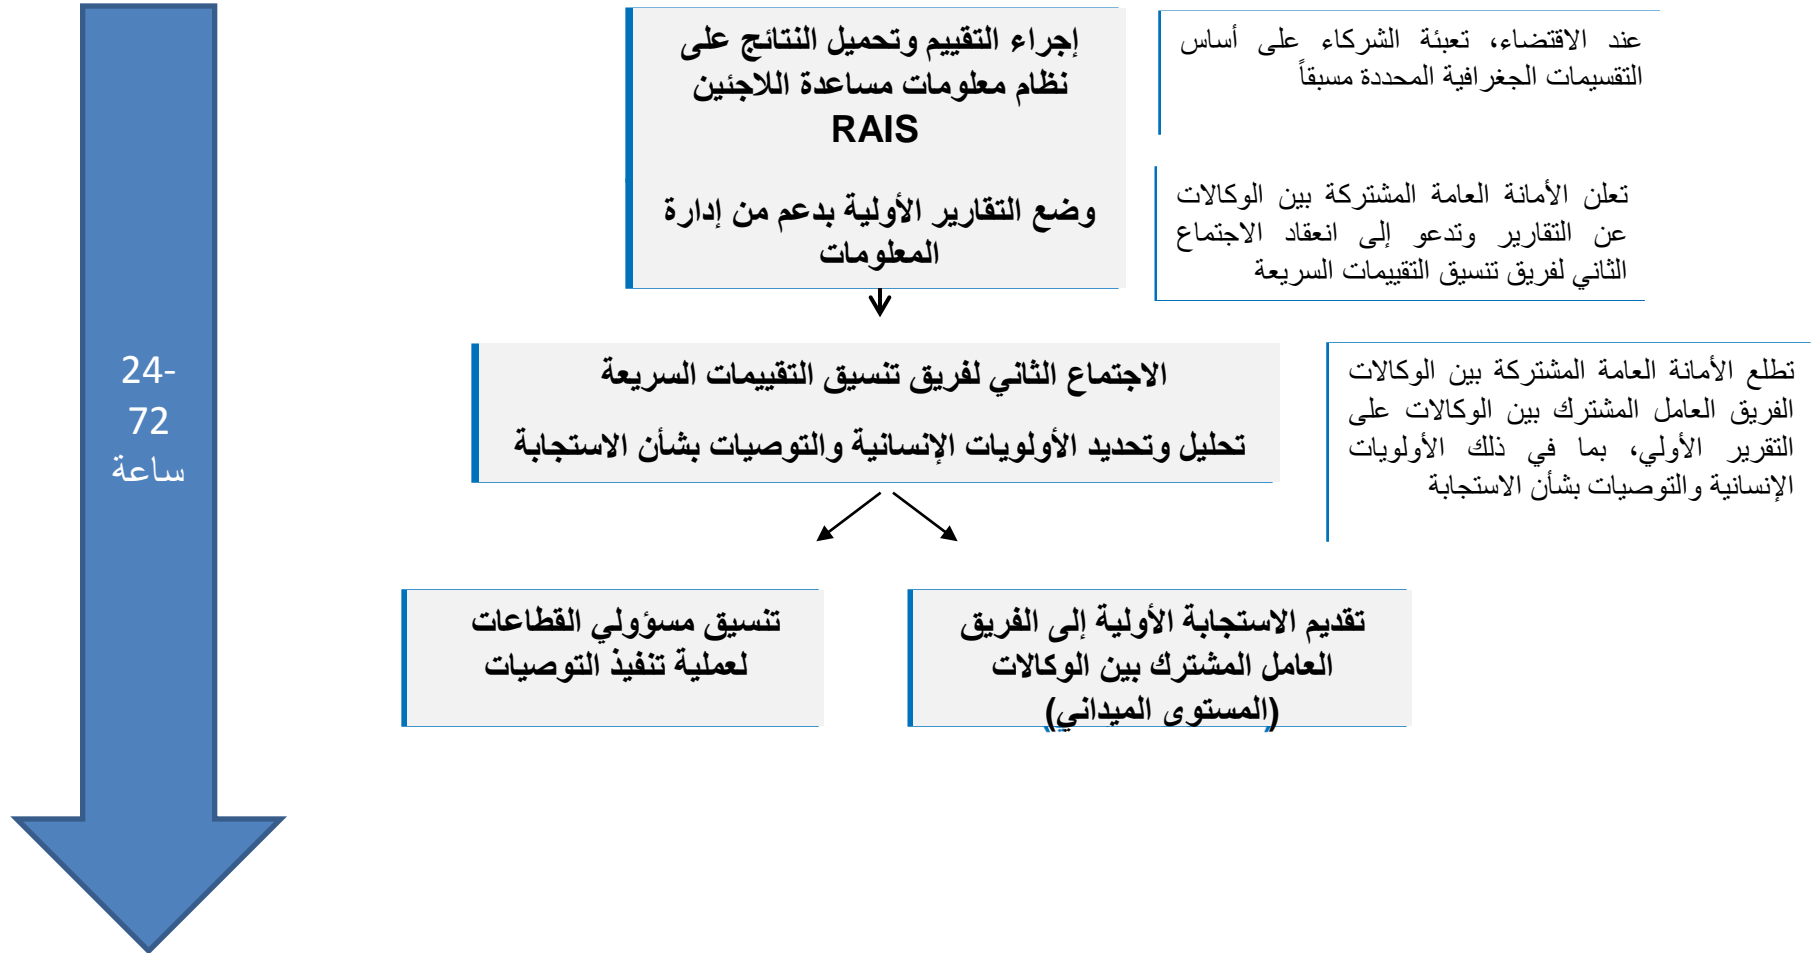 إجراء التقييم وتحميل النتائج على
نظام معلومات مساعدة اللاجئين
RAIS
وضع التقارير الأولية بدعم من إدارة
المعلومات
عند الاقتضاء، تعبئة الشركاء على أساس
التقسيمات الجغرافية المحددة مسبقاً
تعلن الأمانة العامة المشتركة بين الوكالات
عن التقارير وتدعو إلى انعقاد الاجتماع
الثاني لفريق تنسيق التقييمات السريعة
24-
72
ساعة
الاجتماع الثاني لفريق تنسيق التقييمات السريعة
تحليل وتحديد الأولويات الإنسانية والتوصيات بشأن الاستجابة
تطلع الأمانة العامة المشتركة بين الوكالات
الفريق العامل المشترك بين الوكالات على
التقرير الأولي، بما في ذلك الأولويات
الإنسانية والتوصيات بشأن الاستجابة
تقديم الاستجابة الأولية إلى الفريق
العامل المشترك بين الوكالات
(المستوى الميداني)
تنسيق مسؤولي القطاعات
لعملية تنفيذ التوصيات